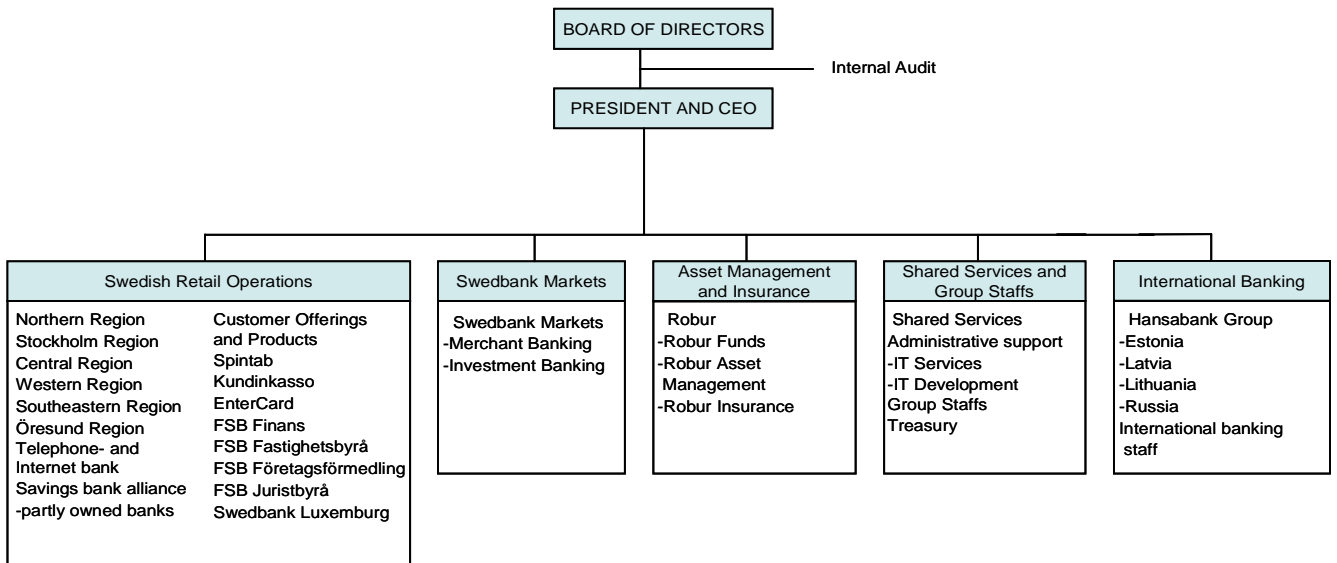 BOARD OF DIRECTORS
Internal Audit
PRESIDENT AND CEO
Swedish Retail Operations
Northern Region
Stockholm Region
Central Region
Western Region
Southeastern Region
Öresund Region
Telephone- and
Internet bank
Savings bank alliance
-partly owned banks
Customer Offerings
and Products
Spintab
Kundinkasso
EnterCard
FSB Finans
FSB Fastighetsbyrå
FSB Företagsförmedling
FSB Juristbyrå
Swedbank Luxemburg
Swedbank Markets
Swedbank Markets
-Merchant Banking
-Investment Banking
Asset Management
and Insurance
Robur
-Robur Funds
-Robur Asset
Management
-Robur Insurance
Shared Services and
Group Staffs
Shared Services
Administrative support
-IT Services
-IT Development
Group Staffs
Treasury
International Banking
Hansabank Group
-Estonia
-Latvia
-Lithuania
-Russia
International banking
staff